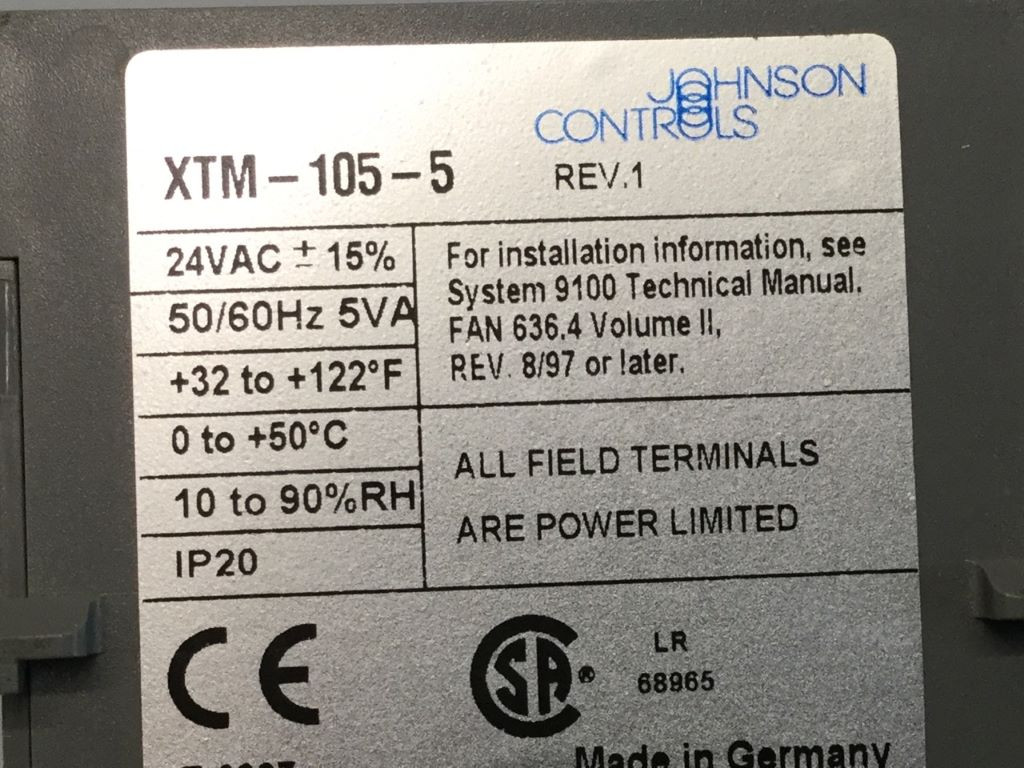 JOHNSON
CONTROLS
XTM-105-5 REV.1
24VAC ± 15%
50/60Hz 5VA
+32 to +122°F
0 to +50°C
10 to 90%RH
IP20
For installation information, see
System 9100 Technical Manual.
FAN 636.4 Volume II,
REV. 8/97 or later.
ALL FIELD TERMINALS
ARE POWER LIMITED
CE
SA®
LR
68965
Made in Germany